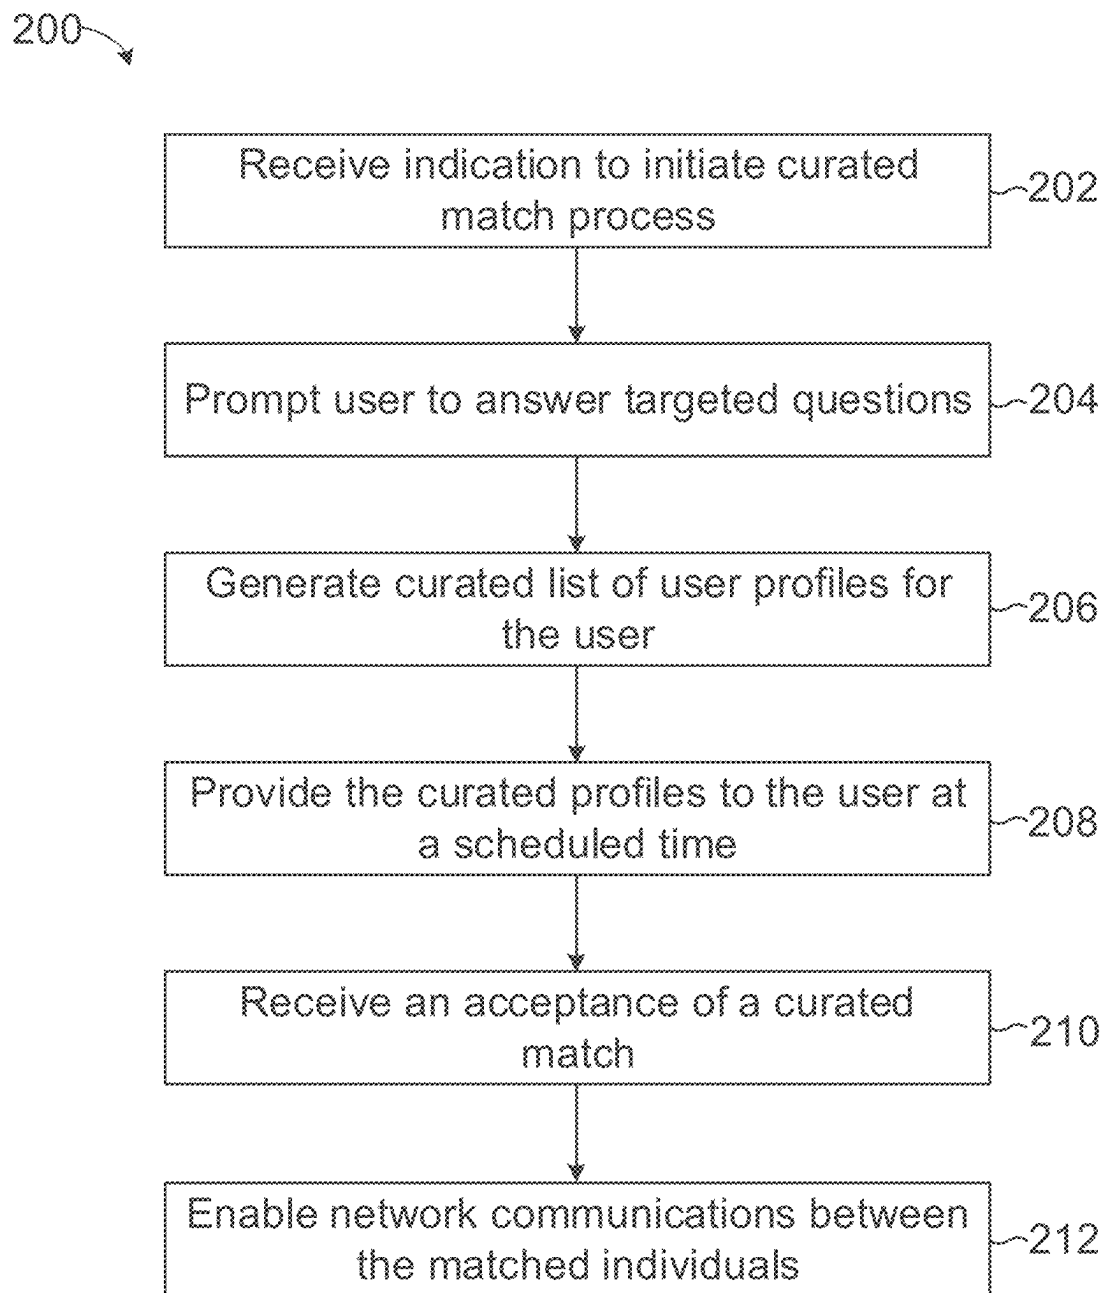 200
Receive indication to initiate curated
match process
202
Prompt user to answer targeted questions
204
Generate curated list of user profiles for
the user
206
Provide the curated profiles to the user at
a scheduled time
208
Receive an acceptance of a curated
match
210
Enable network communications between
the matched individuals
212